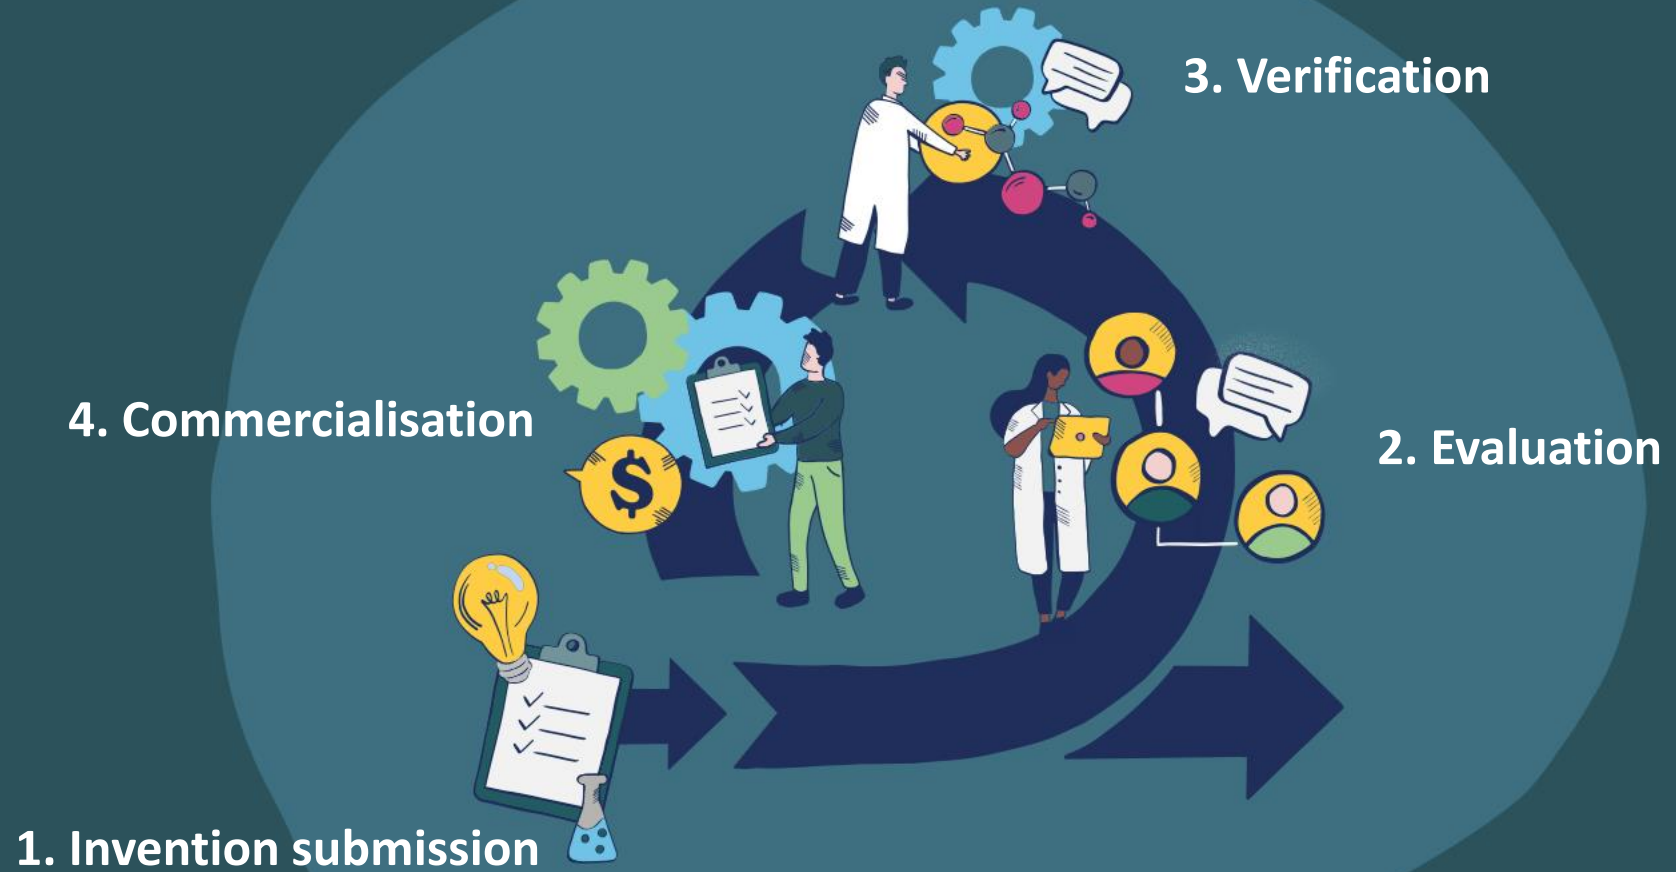 3. Verification
4. Commercialisation
2. Evaluation
$
1. Invention submission